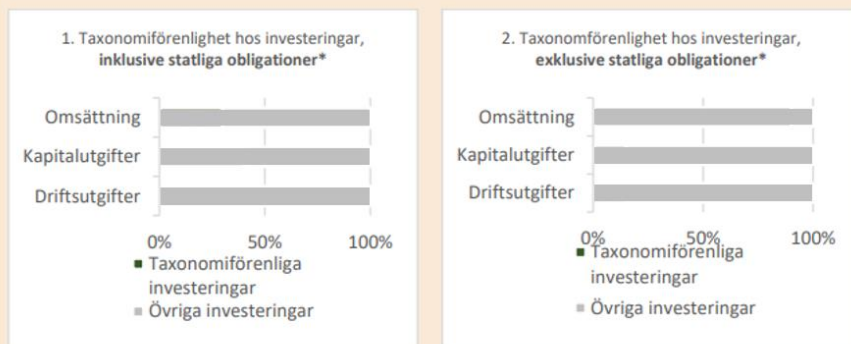 1. Taxonomiförenlighet hos investeringar,
inklusive statliga obligationer*
Omsättning
Kapitalutgifter
Driftsutgifter
0% 50% 100%
Taxonomiförenliga
investeringar
Övriga investeringar
2. Taxonomförenlighet hos investeringar,
exklusive statliga obligationer*
Omsättning
Kapitalutgifter
Driftsutgifter
0% 50% 100%
Taxonomiförenliga
investeringar
Övriga investeringar